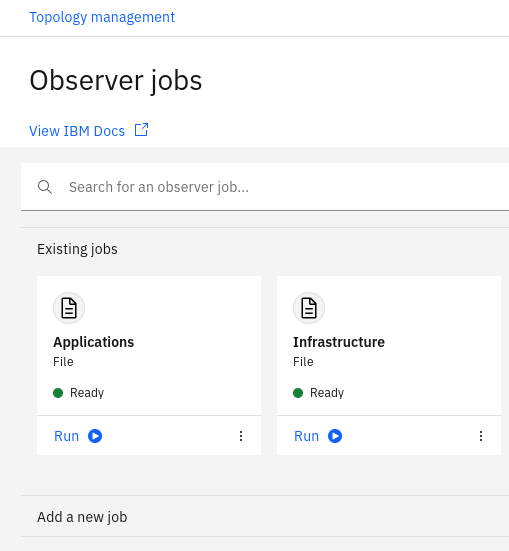 Topology management
Observer jobs
View IBM Docs
Search for an observer job...
Existing jobs
Applications
File
Ready
Run
Infrastructure
File
Ready
Run
Add a new job